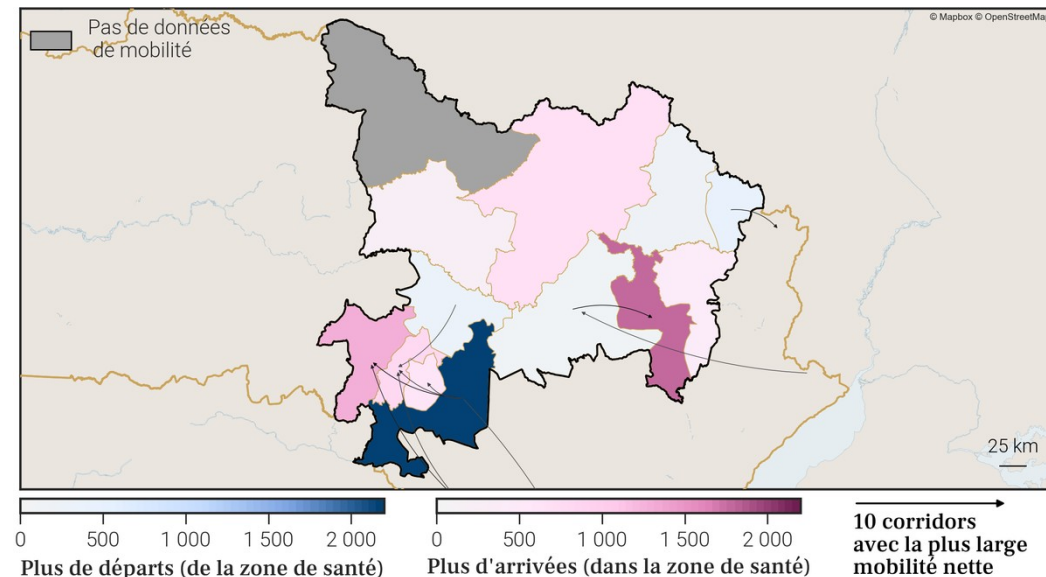 © Mapbox © OpenStreetMap
Pas de données
de mobilité
25 km
0 500 1 000 1 500 2 000
Plus de départs (de la zone de santé)
0 500 1 000 1 500 2 000
Plus d'arrivées (dans la zone de santé)
10 corridors
avec la plus large
mobilité nette